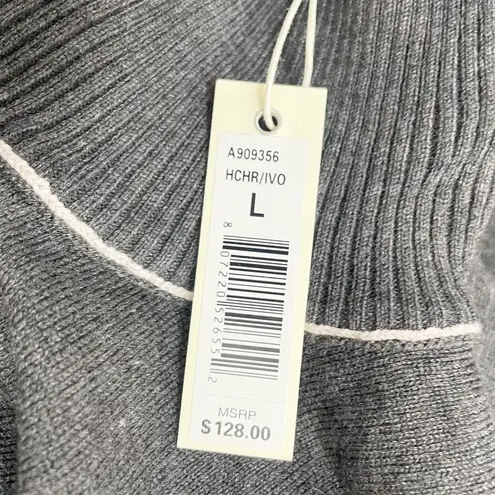 A909356
HCHR/IVO
L
8 07220 52655 2
MSRP
$128.00